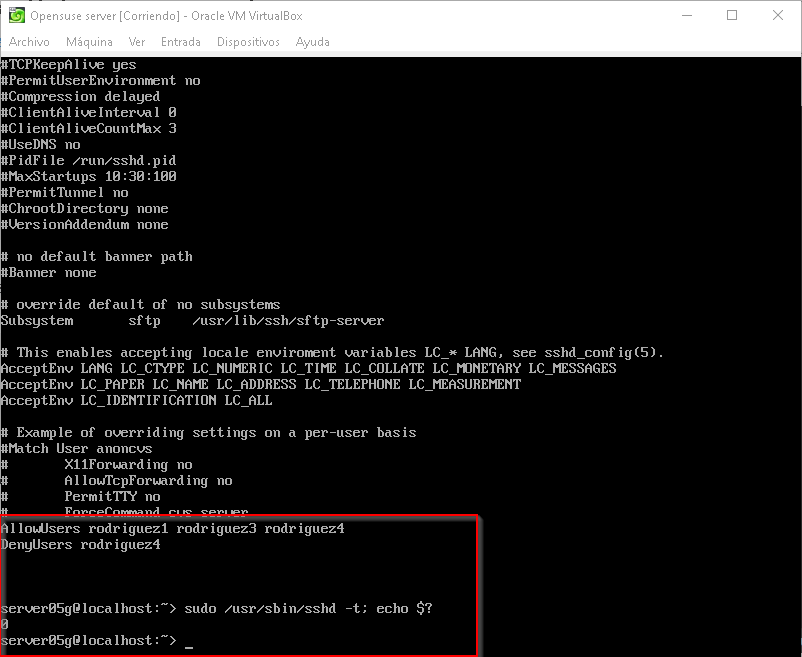 Opensuse server [Corriendo] - Oracle VM VirtualBox
Archivo Máquina Ver Entrada Dispositivos Ayuda
#TCPKeepAlive yes
#PermitUserEnvironment no
#Compression delayed
#ClientAliveInterval 0
#ClientAliveCountMax 3
#UseDNS no
#PidFile /run/sshd.pid
#MaxStartups 10:30:100
#PermitTunnel no
#ChrootDirectory none
#VersionAddendum none
# no default banner path
#Banner none
# override default of no subsystems
Subsystem sftp /usr/lib/ssh/sftp-server
# This enables accepting locale enviroment variables LC_* LANG, see sshd_config(5).
AcceptEnv LANG LC_CTYPE LC_NUMERIC LC_TIME LC_COLLATE LC_MONETARY LC_MESSAGES
AcceptEnv LC_PAPER LC_NAME LC_ADDRESS LC_TELEPHONE LC_MEASUREMENT
AcceptEnv LC_IDENTIFICATION LC_ALL
# Example of overriding settings on a per-user basis
#Match User anoncvs
# X11Forwarding no
# AllowTcpForwarding no
# PermitTTY no
# ForceCommand cvs server
AllowUsers rodriguez1 rodriguez3 rodriguez4
DenyUsers rodriguez4
server05g@localhost:~> sudo /usr/sbin/sshd -t; echo $?
0
server05g@localhost:~> _